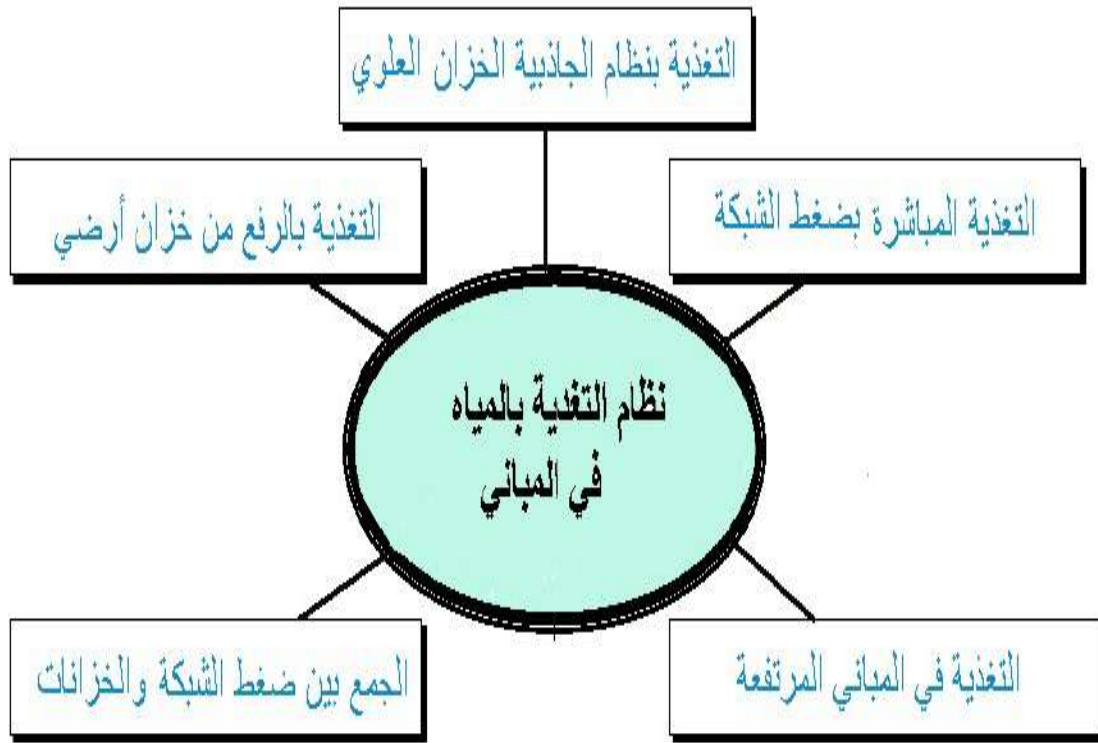 التغذية بنظام الجاذبية الخزان العلوي
التغذية المباشرة بضغط الشبكة
التغذية بالرفع من خزان أرضي
نظام التغذية بالمياه
في المباني
التغذية في المباني المرتفعة
الجمع بين ضغط الشبكة والخزانات